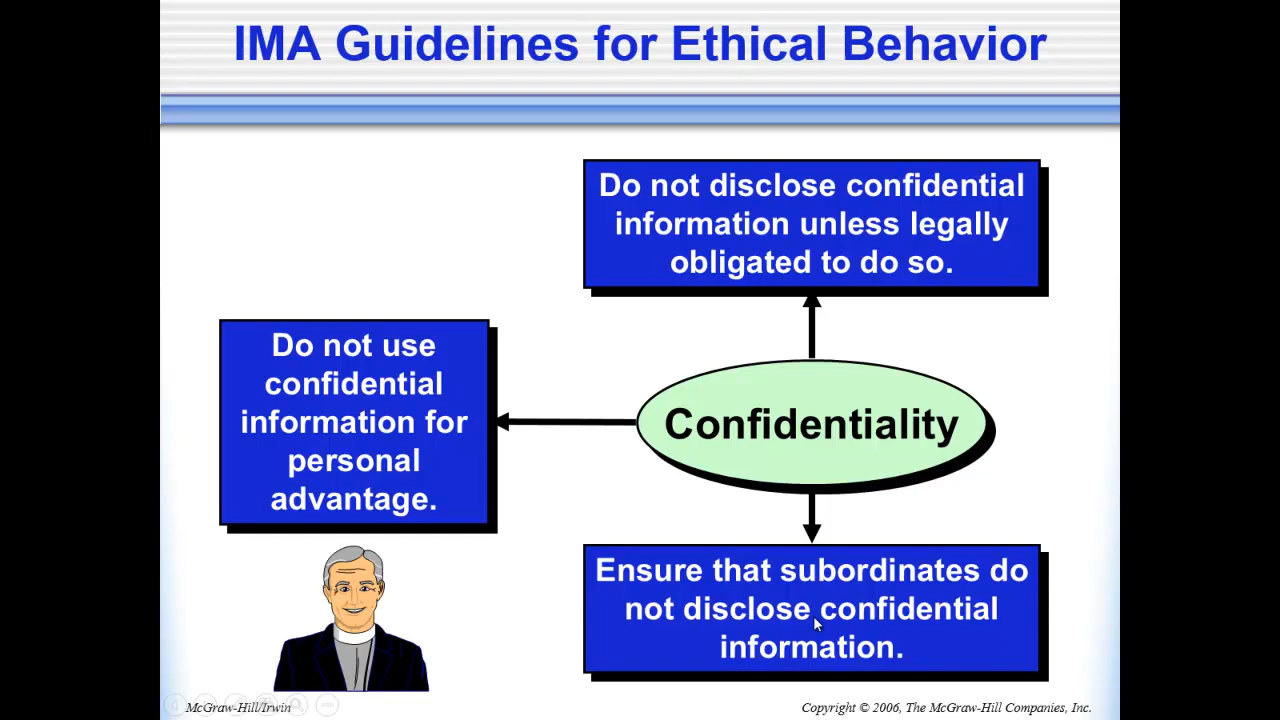 IMA Guidelines for Ethical Behavior
Do not disclose confidential
information unless legally
obligated to do so.
Do not use
confidential
information for
personal
advantage.
Confidentiality
Ensure that subordinates do
not disclose confidential
information.
McGraw-Hill/Irwin
Copyright © 2006, The McGraw-Hill Companies, Inc.